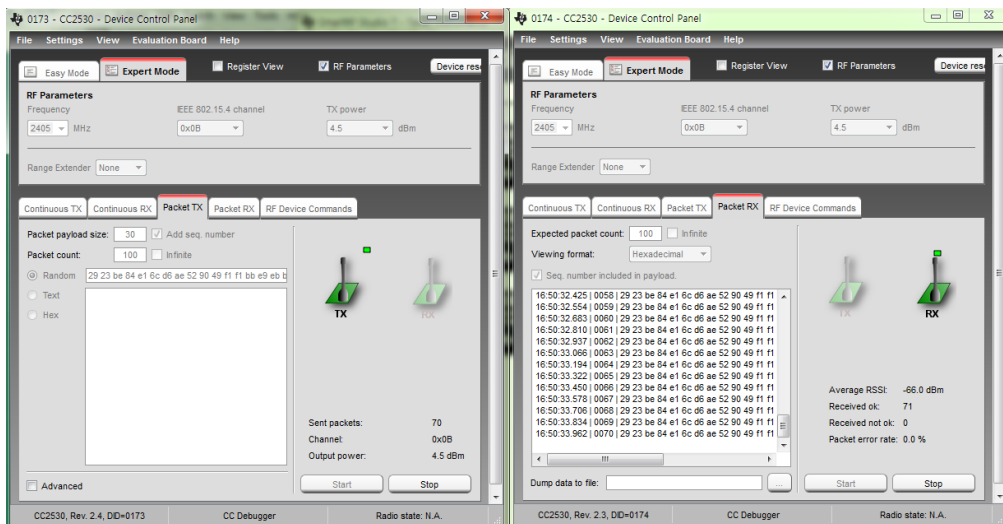 0173 - CC2530 - Device Control Panel
File Settings View Evaluation Board Help
Easy Mode Expert Mode Register View RF Parameters Device res
RF Parameters
Frequency IEEE 802.15.4 channel TX power
2405 MHz 0x0B 4.5 dBm
Range Extender None
Continuous TX Continuous RX Packet TX Packet RX RF Device Commands
Packet payload size: 30 Add seq. number
Packet count: 100 Infinite
Random 29 23 be 84 e1 6c d6 ae 52 90 49 f1 f1 bb e9 eb b
Text
Hex
TX RX
Sent packets: 70
Channel: 0x0B
Output power: 4.5 dBm
Advanced
Start Stop
CC2530, Rev. 2.4, DID=0173 CC Debugger Radio state: N.A.
0174 - CC2530 - Device Control Panel
File Settings View Evaluation Board Help
Easy Mode Expert Mode Register View RF Parameters Device rese
RF Parameters
Frequency IEEE 802.15.4 channel TX power
2405 MHz 0x0B 4.5 dBm
Range Extender None
Continuous TX Continuous RX Packet TX Packet RX RF Device Commands
Expected packet count: 100 Infinite
Viewing format: Hexadecimal
Seq. number included in payload.
16:50:32.425 | 0058 | 29 23 be 84 e1 6c d6 ae 52 90 49 f1 f1
16:50:32.554 | 0059 | 29 23 be 84 e1 6c d6 ae 52 90 49 f1 f1
16:50:32.683 | 0060 | 29 23 be 84 e1 6c d6 ae 52 90 49 f1 f1
16:50:32.810 | 0061 | 29 23 be 84 e1 6c d6 ae 52 90 49 f1 f1
16:50:32.937 | 0062 | 29 23 be 84 e1 6c d6 ae 52 90 49 f1 f1
16:50:33.066 | 0063 | 29 23 be 84 e1 6c d6 ae 52 90 49 f1 f1
16:50:33.194 | 0064 | 29 23 be 84 e1 6c d6 ae 52 90 49 f1 f1
16:50:33.322 | 0065 | 29 23 be 84 e1 6c d6 ae 52 90 49 f1 f1
16:50:33.450 | 0066 | 29 23 be 84 e1 6c d6 ae 52 90 49 f1 f1
16:50:33.578 | 0067 | 29 23 be 84 e1 6c d6 ae 52 90 49 f1 f1
16:50:33.706 | 0068 | 29 23 be 84 e1 6c d6 ae 52 90 49 f1 f1
16:50:33.834 | 0069 | 29 23 be 84 e1 6c d6 ae 52 90 49 f1 f1
16:50:33.962 | 0070 | 29 23 be 84 e1 6c d6 ae 52 90 49 f1 f1
TX RX
Average RSSI: -66.0 dBm
Received ok: 71
Received not ok: 0
Packet error rate: 0.0 %
Dump data to file: ...
Start Stop
CC2530, Rev. 2.3, DID=0174 CC Debugger Radio state: N.A.